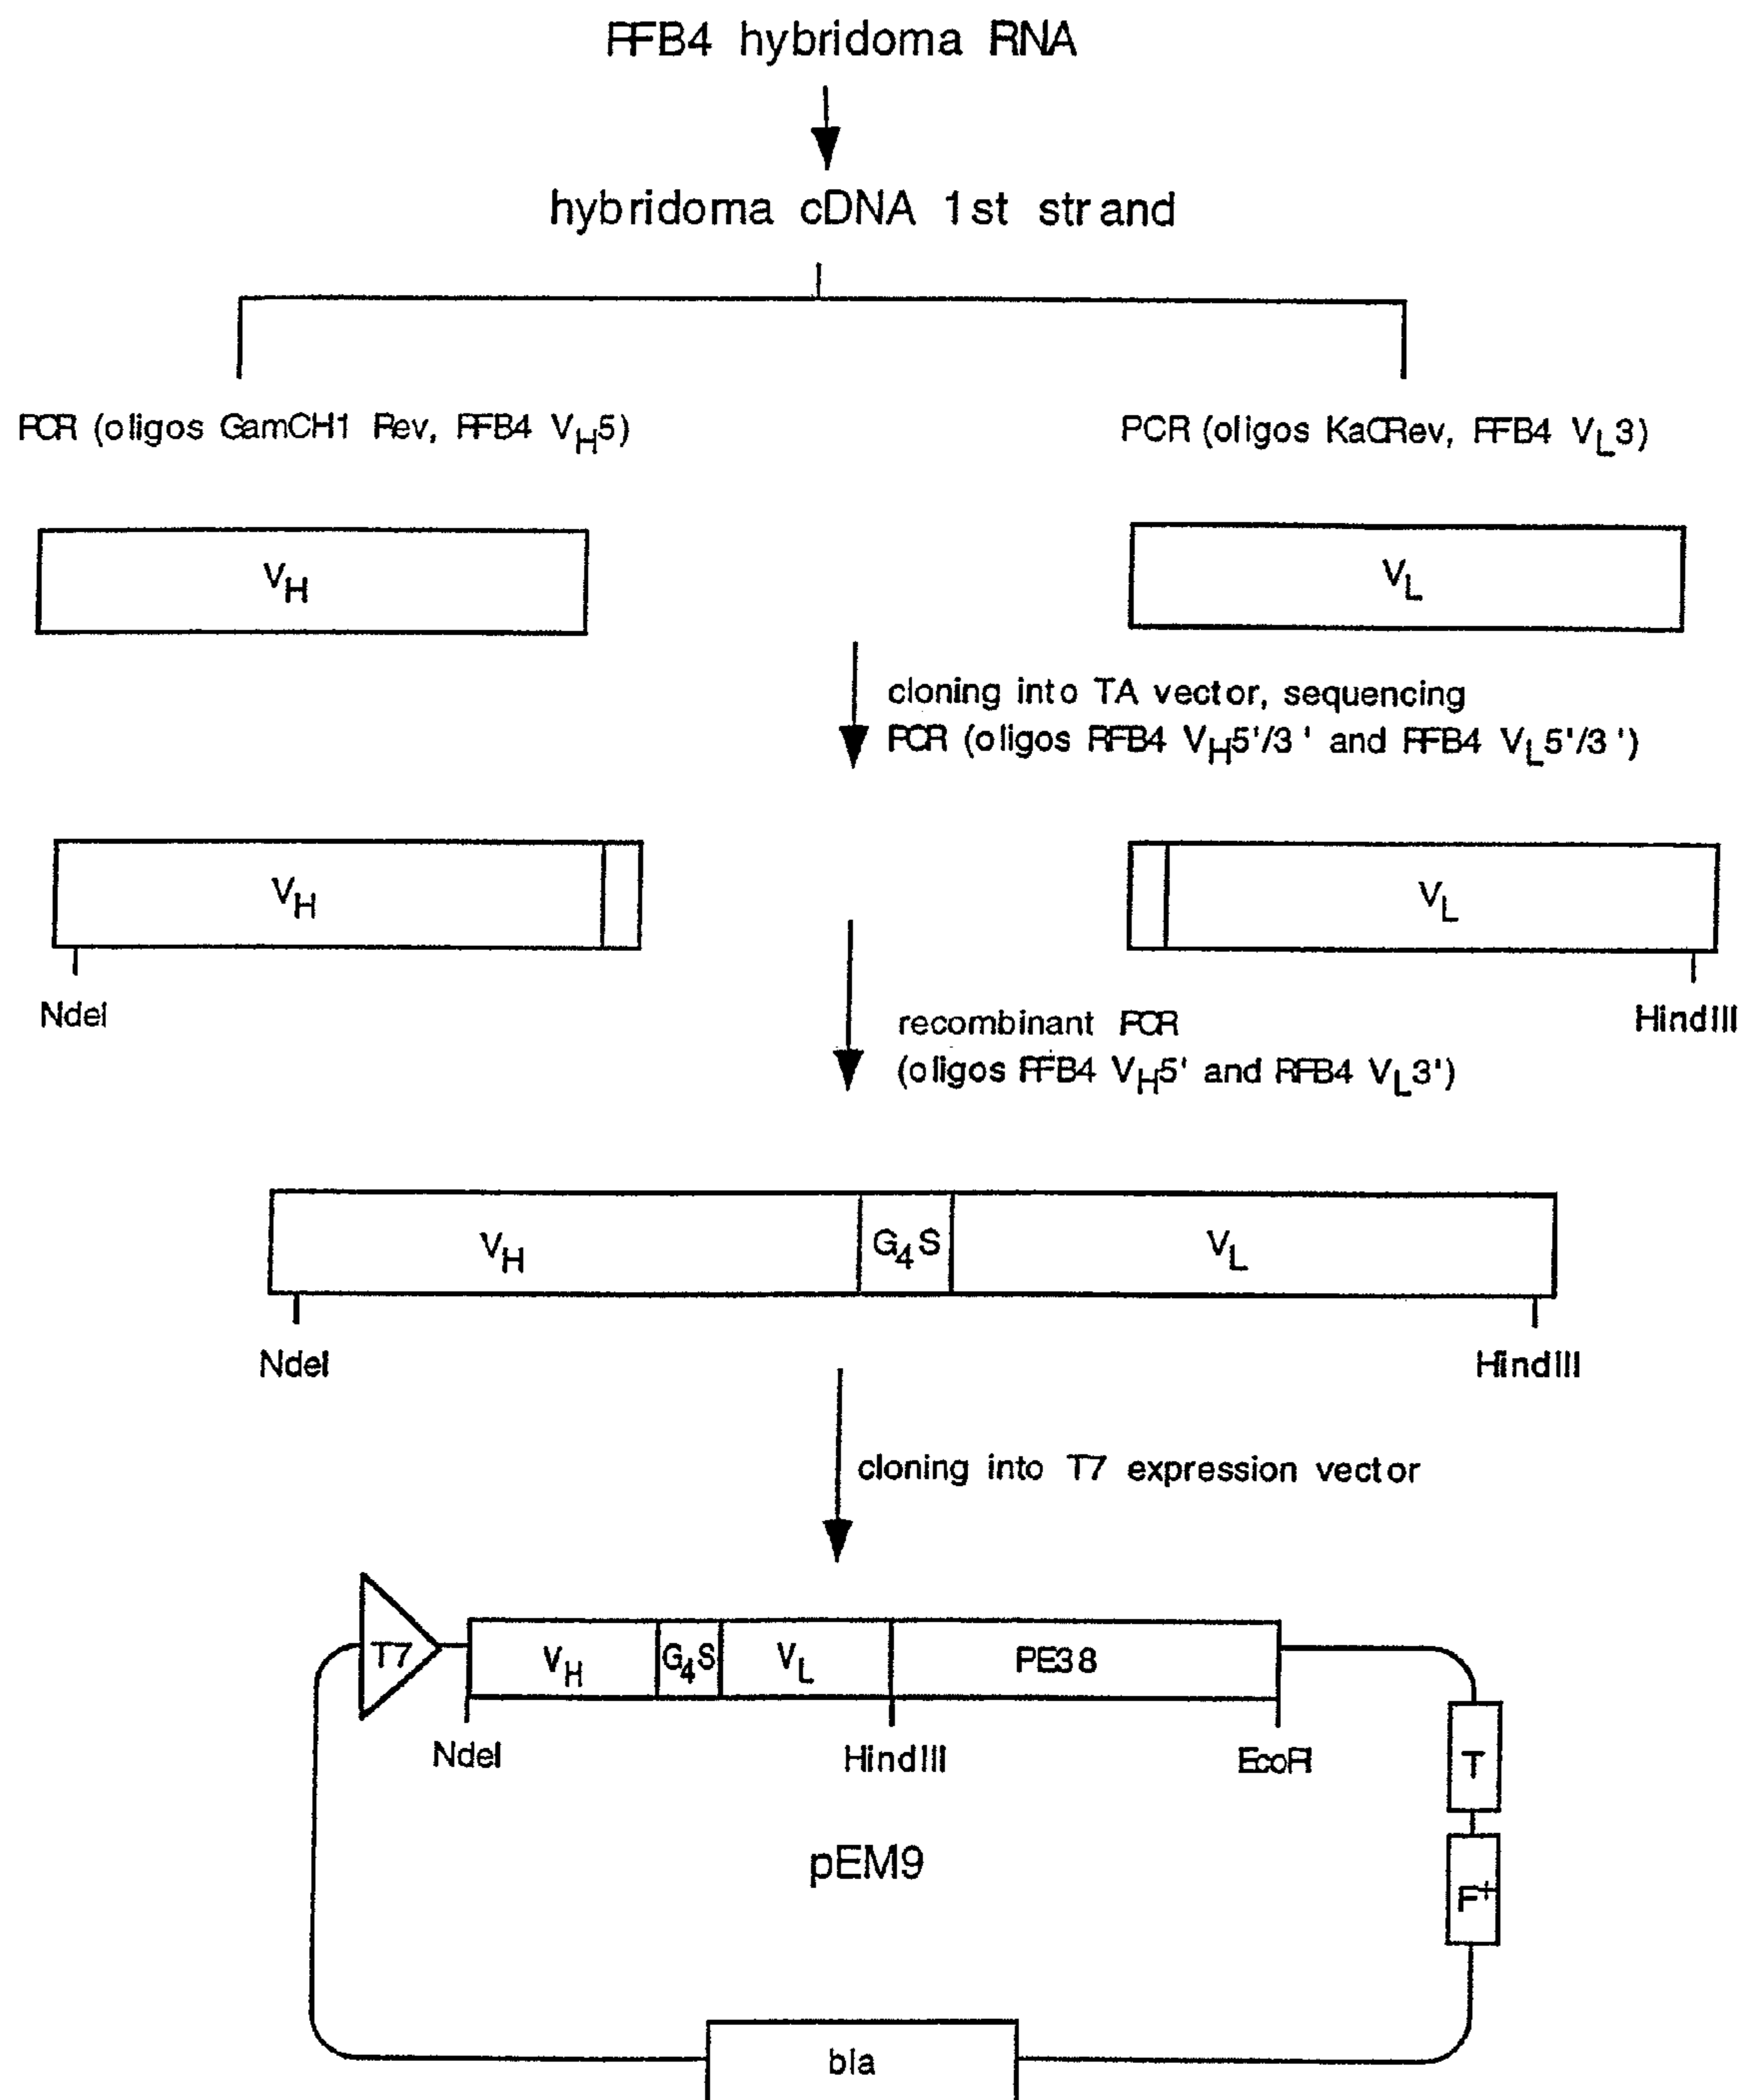 RFB4 hybridoma RNA
hybridoma cDNA 1st strand
PCR (oligos GamCH1 Rev, RFB4 VH5)
PCR (oligos KaCRev, RFB4 VL3)
VH
VL
cloning into TA vector, sequencing
PCR (oligos RFB4 VH5'/3' and RFB4 VL5'/3')
VH
VL
NdeI
HindIII
recombinant PCR
(oligos RFB4 VH5' and RFB4 VL3')
VH
G4S
VL
NdeI
HindIII
cloning into T7 expression vector
T7
VH
G4S
VL
PE38
NdeI
HindIII
EcoRI
T
pEM9
F+
bla